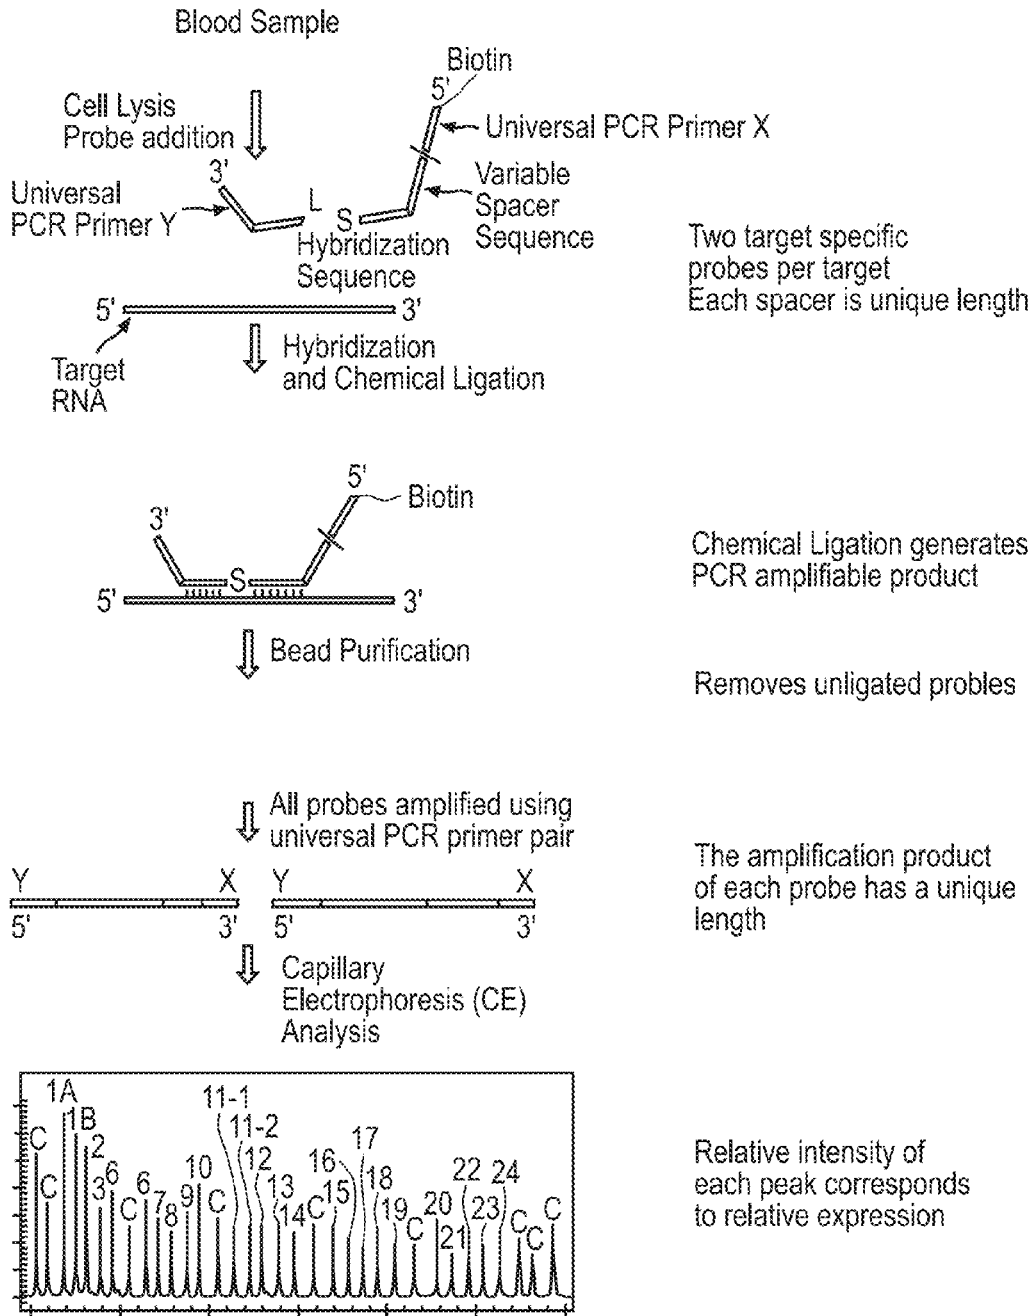 Blood Sample
Biotin
5'
Cell Lysis
Probe addition
Universal PCR Primer X
3'
Universal
PCR Primer Y
L
S
Variable
Spacer
Sequence
Hybridization
Sequence
Two target specific
probes per target
Each spacer is unique length
5'
3'
Target
RNA
Hybridization
and Chemical Ligation
5'
Biotin
3'
S
5'
3'
Chemical Ligation generates
PCR amplifiable product
Bead Purification
Removes unligated probles
All probes amplified using
universal PCR primer pair
Y X Y X
5' 3' 5' 3'
The amplification product
of each probe has a unique
length
Capillary
Electrophoresis (CE)
Analysis
C
C
1A
1B
2
3
6
C
6
7
8
9
10
C
11-1
11-2
12
13
14
C
15
16
17
18
19
C
20
21
22
23
24
C
C
C
Relative intensity of
each peak corresponds
to relative expression